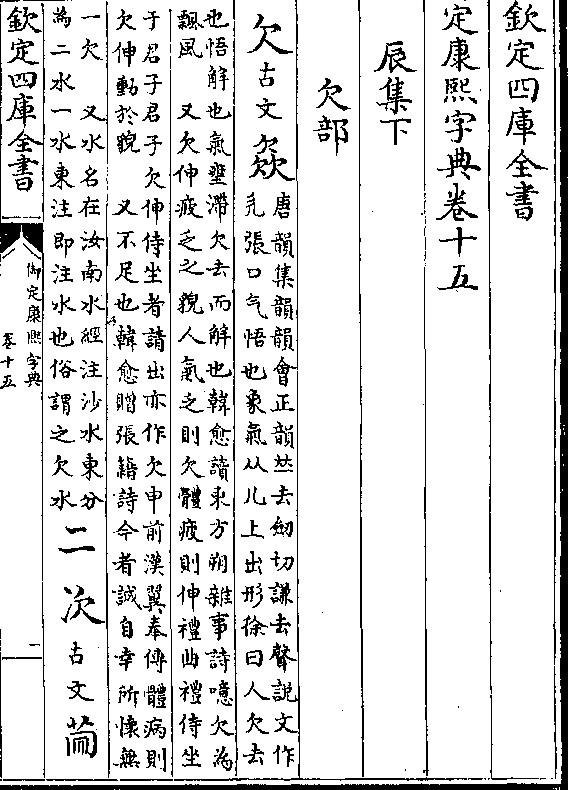 欽定四庫全書
定康熙字典卷十五
辰集下
欠部
欠古文
唐韻集韻韻會正韻𠀤去劒切謙去聲說文作
旡張口气悟也象氣从儿上出形徐曰人欠去
也悟解也氣壅滯欠去而解也韓愈讀東方朔雜事詩噫欠為
飄風 又欠伸疲乏之貌人氣乏則欠體疲則伸禮曲禮侍坐
于君子君子欠伸侍坐者請出亦作欠申前漢翼奉傳體病則
欠伸動於貌 又不足也韓愈贈張籍詩今者誠自幸所懷無
一欠 又水名在汝南水經注沙水東分
為二水一水東注即注水也俗謂之欠水
二
次古文
欽定四庫全書
御定康熙字典
卷十五